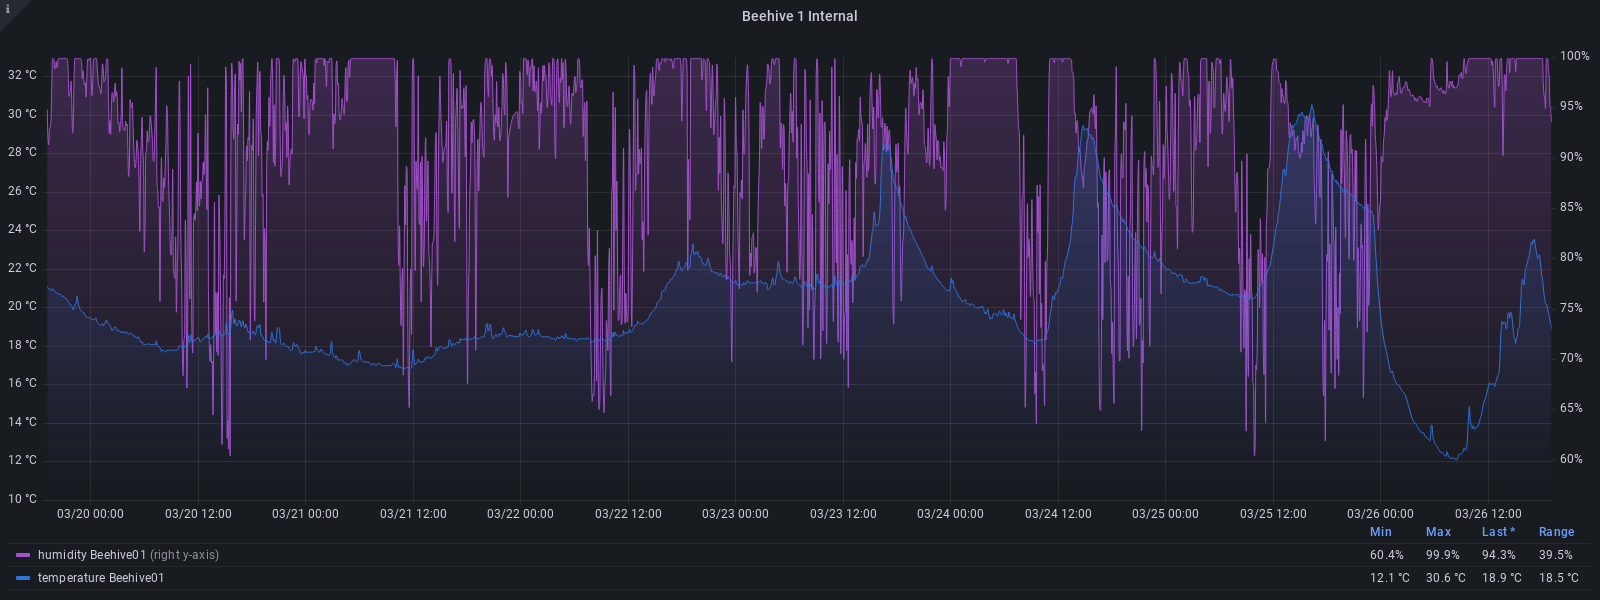 i
Beehive 1 Internal
32 °C
30 °C
28 °C
26 °C
24 °C
22 °C
20 °C
18 °C
16 °C
14 °C
12 °C
10 °C
100%
95%
90%
85%
80%
75%
70%
65%
60%
03/20 00:00 03/20 12:00 03/21 00:00 03/21 12:00 03/22 00:00 03/22 12:00 03/23 00:00 03/23 12:00 03/24 00:00 03/24 12:00 03/25 00:00 03/25 12:00 03/26 00:00 03/26 12:00
Min Max Last * Range
humidity Beehive01 (right y-axis) 60.4% 99.9% 94.3% 39.5%
temperature Beehive01 12.1 °C 30.6 °C 18.9 °C 18.5 °C